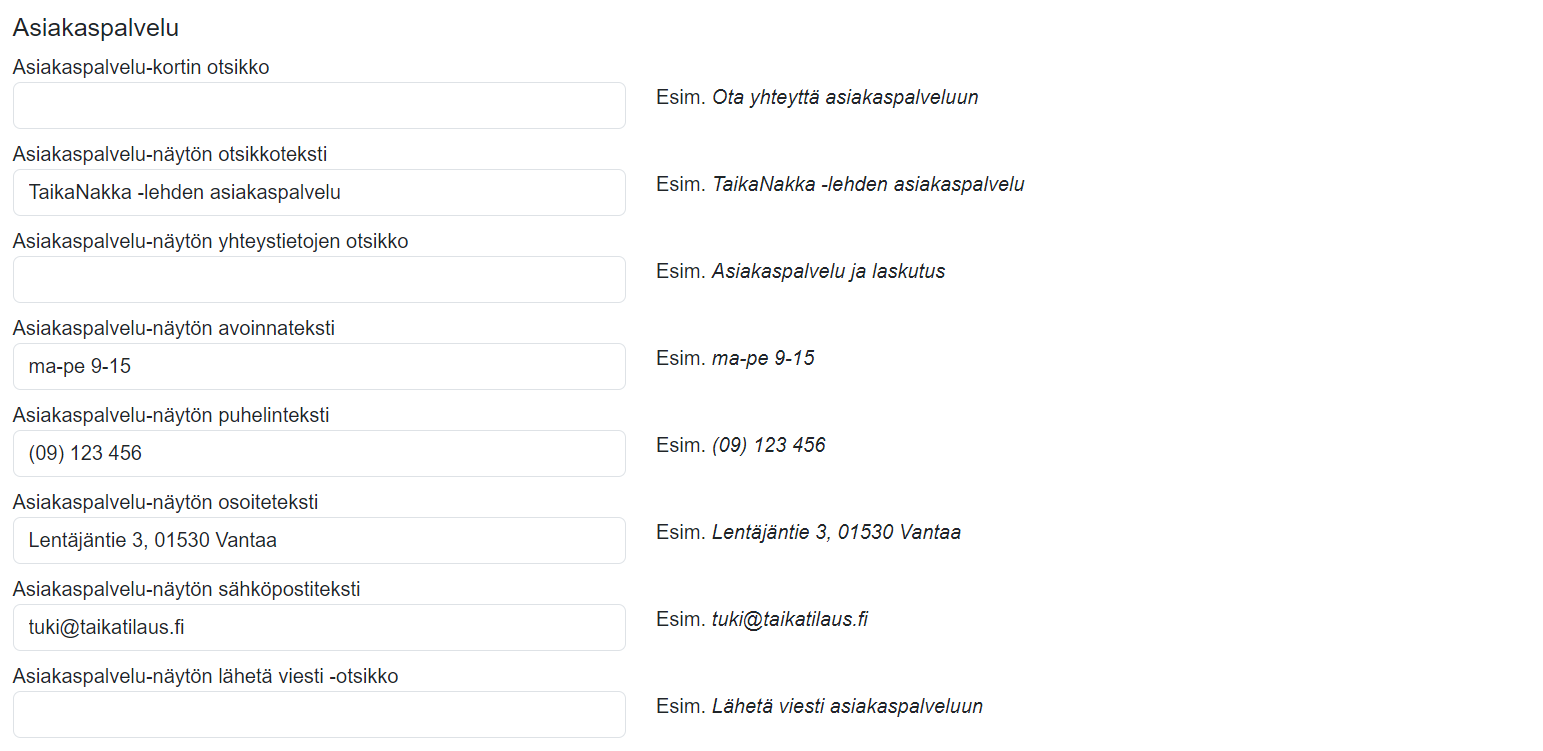 Asiakaspalvelu
Asiakaspalvelu-kortin otsikko
Esim. Ota yhteyttä asiakaspalveluun
Asiakaspalvelu-näytön otsikkoteksti
TaikaNakka -lehden asiakaspalvelu
Esim. TaikaNakka -lehden asiakaspalvelu
Asiakaspalvelu-näytön yhteystietojen otsikko
Esim. Asiakaspalvelu ja laskutus
Asiakaspalvelu-näytön avoinnateksti
ma-pe 9-15
Esim. ma-pe 9-15
Asiakaspalvelu-näytön puhelinteksti
(09) 123 456
Esim. (09) 123 456
Asiakaspalvelu-näytön osoiteteksti
Lentäjäntie 3, 01530 Vantaa
Esim. Lentäjäntie 3, 01530 Vantaa
Asiakaspalvelu-näytön sähköpostiteksti
tuki@taikatilaus.fi
Esim. tuki@taikatilaus.fi
Asiakaspalvelu-näytön lähetä viesti -otsikko
Esim. Lähetä viesti asiakaspalveluun